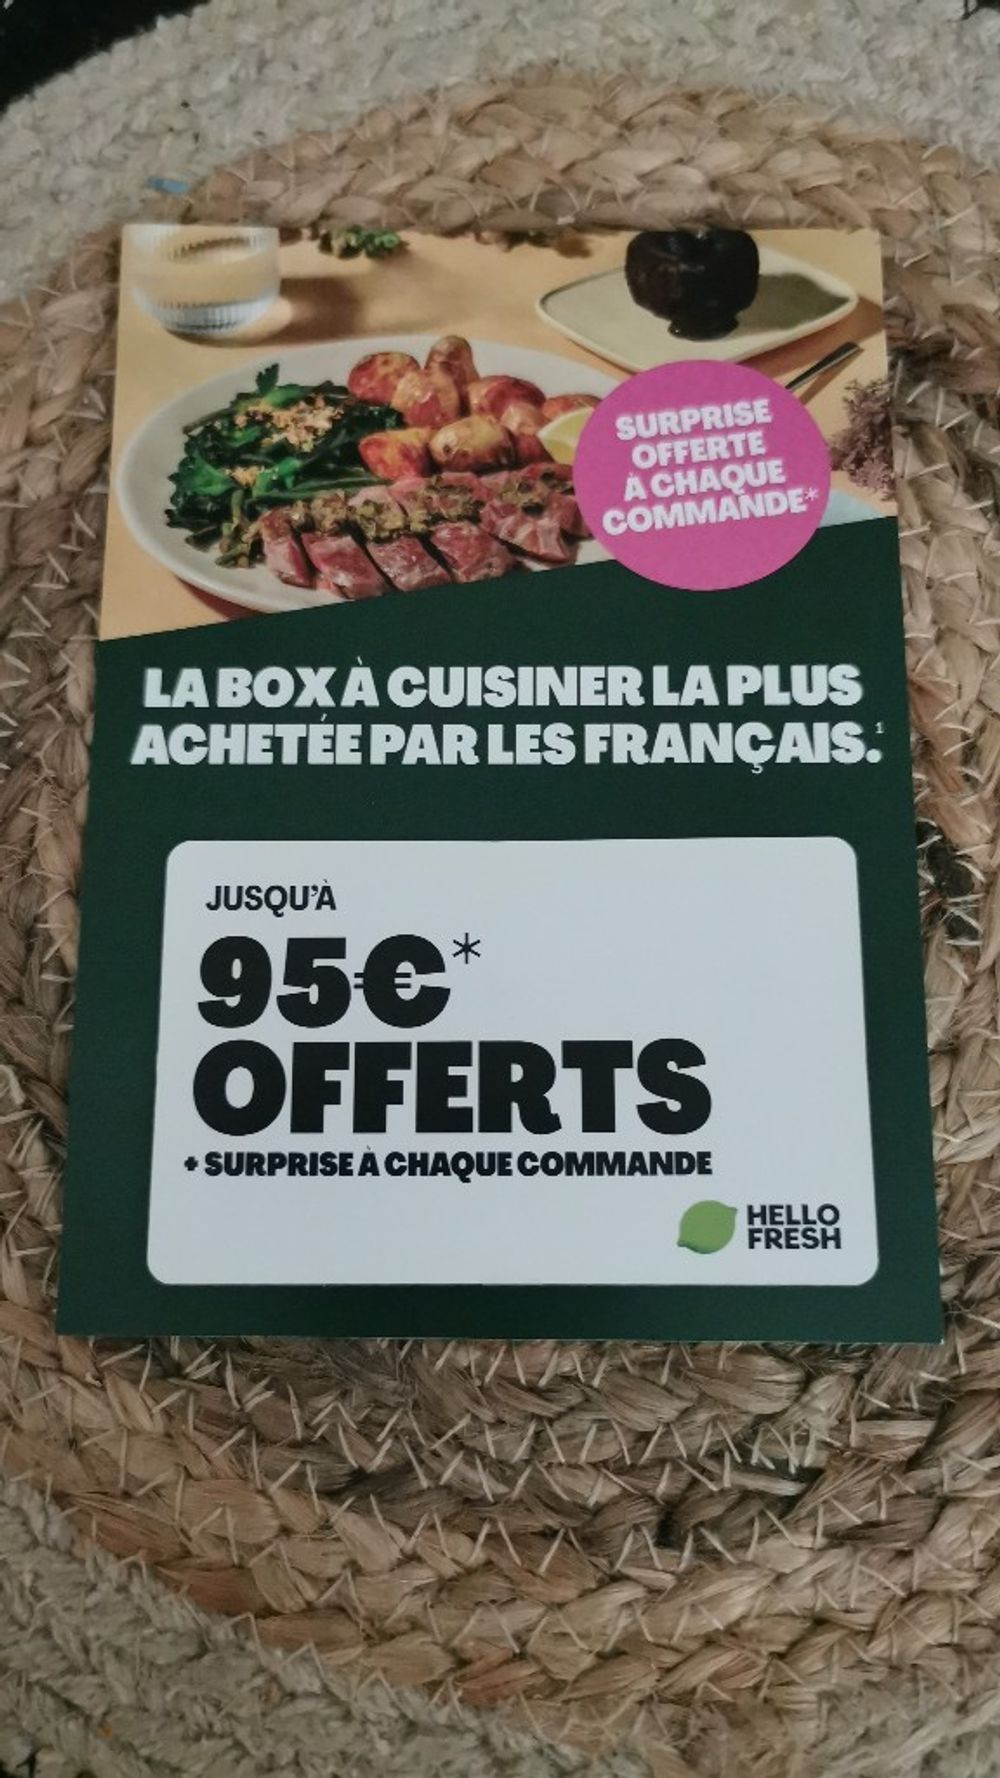 SURPRISE
OFFERTE
À CHAQUE
COMMANDE*
LA BOX À CUISINER LA PLUS
ACHETÉE PAR LES FRANÇAIS.¹
JUSQU'À
95€*
OFFERTS
+ SURPRISE À CHAQUE COMMANDE
HELLO
FRESH